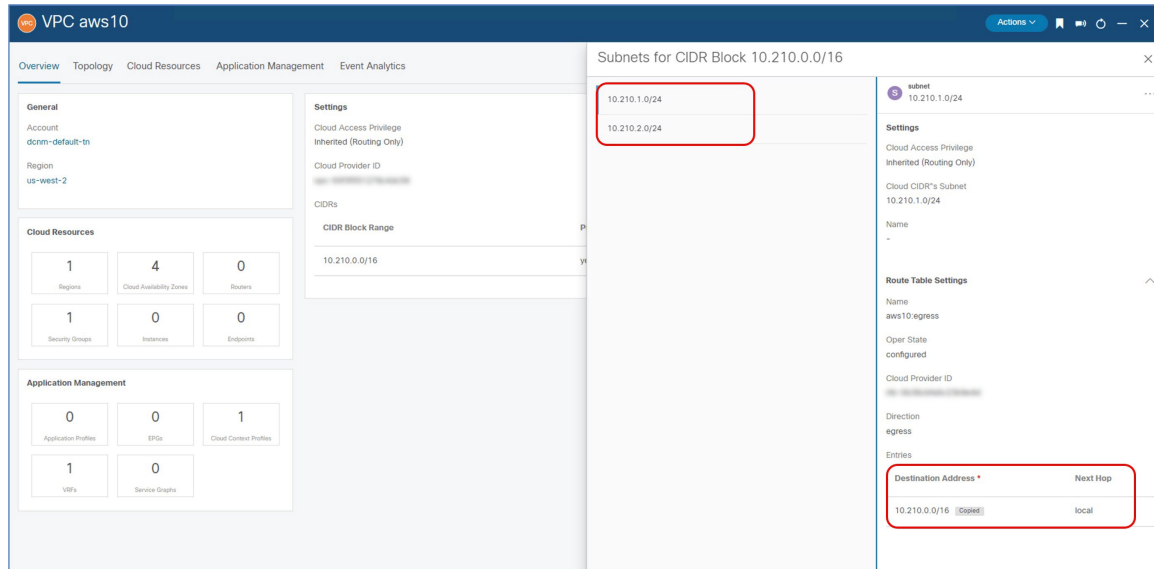 VPC VPC aws10
Actions
Overview Topology Cloud Resources Application Management Event Analytics
General
Account
dcnm-default-tn
Region
us-west-2
Cloud Resources
1 4 0
Regions Cloud Availability Zones Routers
1 0 0
Security Groups Instances Endpoints
Application Management
0 0 1
Application Profiles EPGs Cloud Context Profiles
1 0
VRFs Service Graphs
Settings
Cloud Access Privilege
Inherited (Routing Only)
Cloud Provider ID
CIDRs
CIDR Block Range P
10.210.0.0/16 ye
Subnets for CIDR Block 10.210.0.0/16
10.210.1.0/24
10.210.2.0/24
S subnet
10.210.1.0/24
Settings
Cloud Access Privilege
Inherited (Routing Only)
Cloud CIDR"s Subnet
10.210.1.0/24
Name
-
Route Table Settings
Name
aws10:egress
Oper State
configured
Cloud Provider ID
Direction
egress
Entries
Destination Address * Next Hop
10.210.0.0/16 Copied local